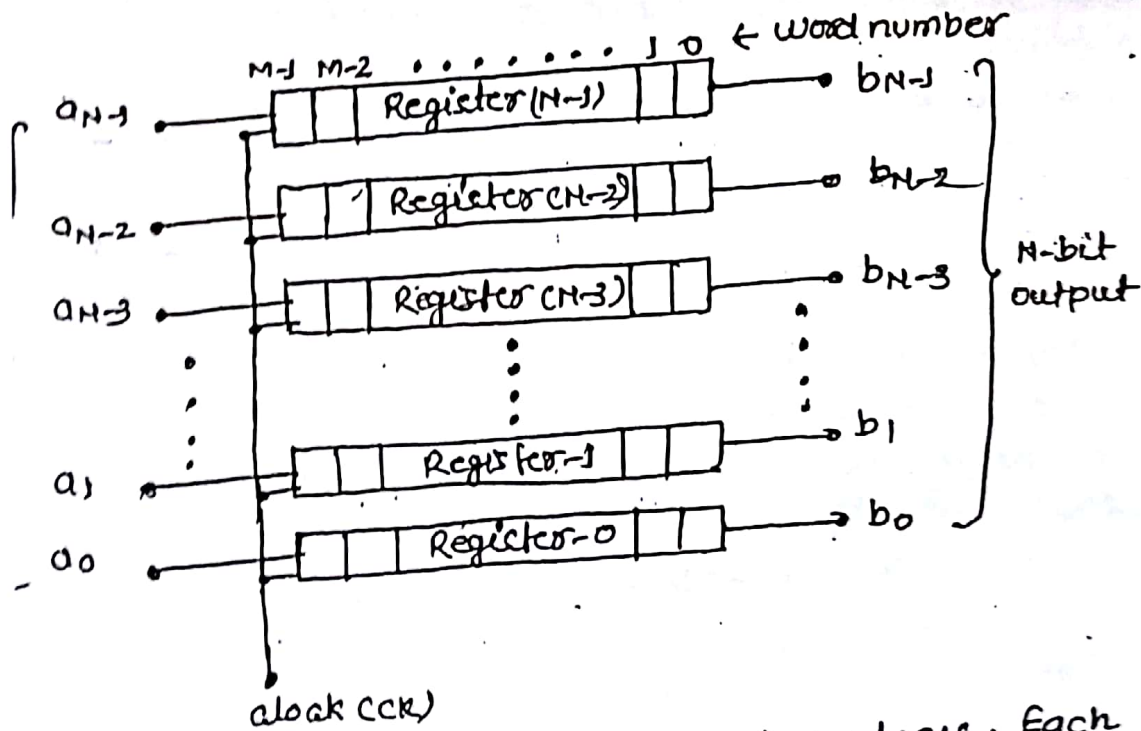 M-1 M-2 . . . . . . . 1 0 ← word number
aN-1 Register(N-1) bN-1
aN-2 Register(N-2) bN-2
aN-3 Register(N-3) bN-3
N-bit
output
a1 Register-1 b1
a0 Register-0 b0
clock (CK)
Each